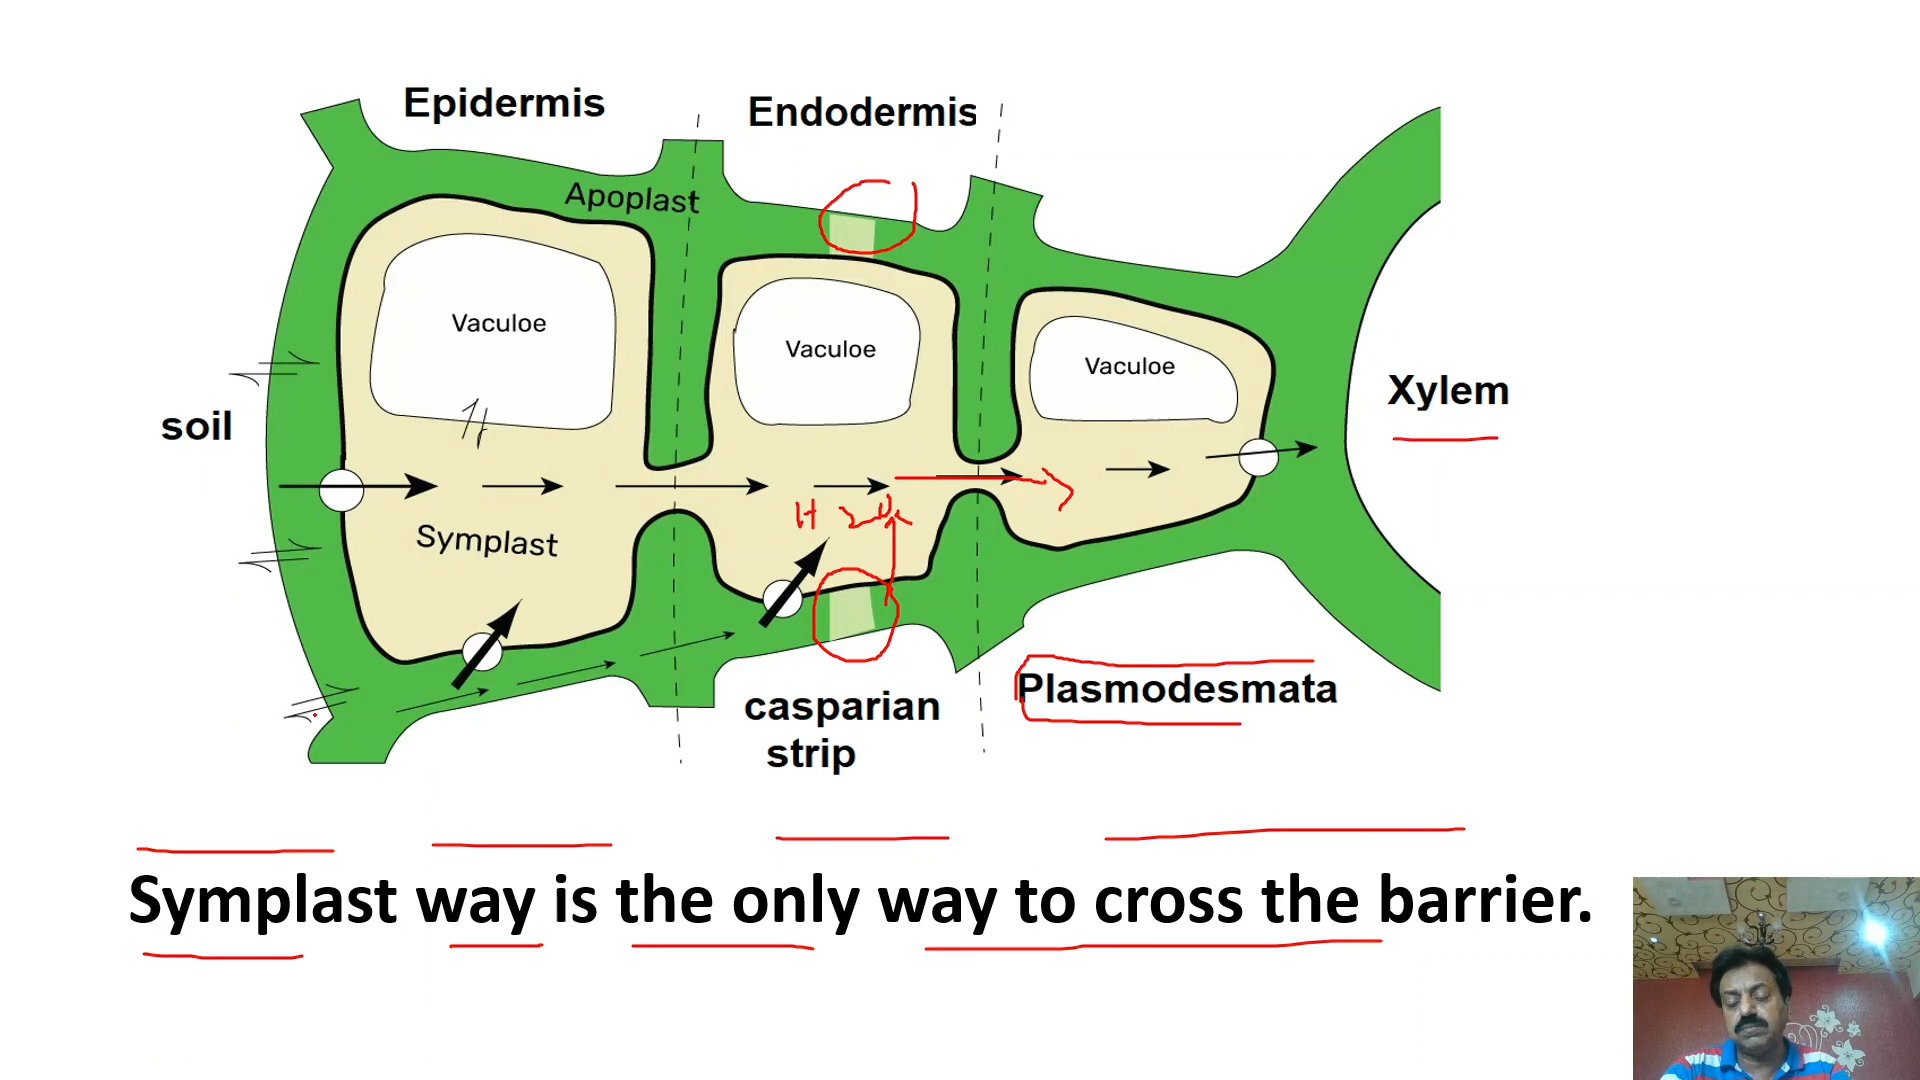 Epidermis
Endodermis
Apoplast
Vaculoe
Vaculoe
Vaculoe
Xylem
soil
H2O
Symplast
Plasmodesmata
casparian
strip
Symplast way is the only way to cross the barrier.